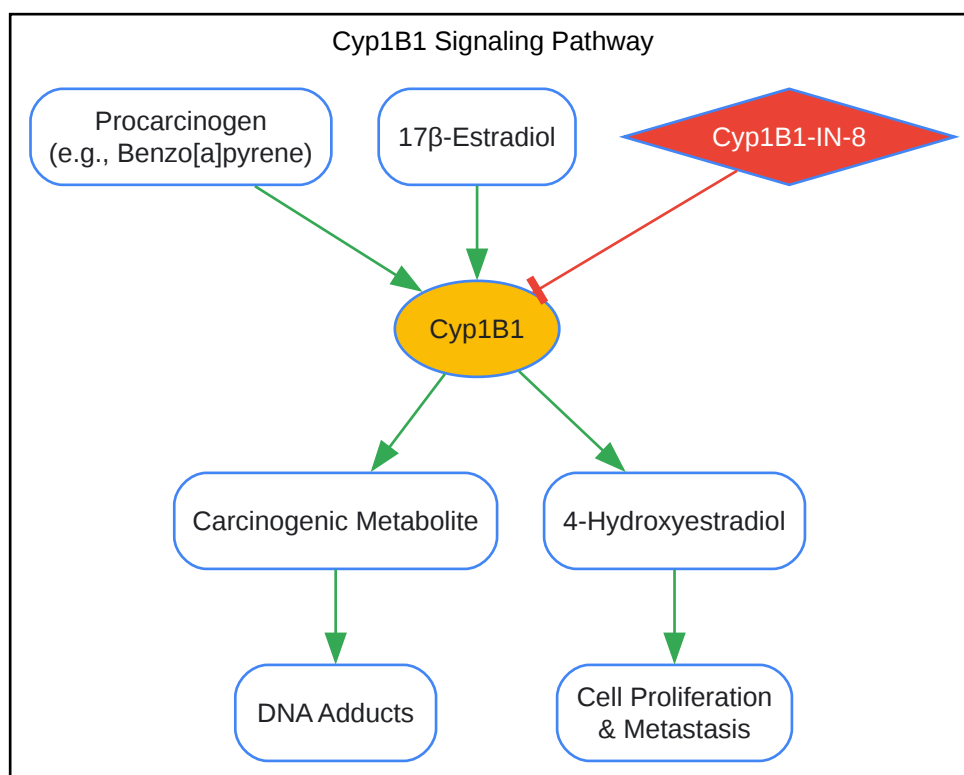 Cyp1B1 Signaling Pathway
Procarcinogen
(e.g., Benzo[a]pyrene)
17β-Estradiol
Cyp1B1-IN-8
Cyp1B1
Carcinogenic Metabolite
4-Hydroxyestradiol
DNA Adducts
Cell Proliferation
& Metastasis